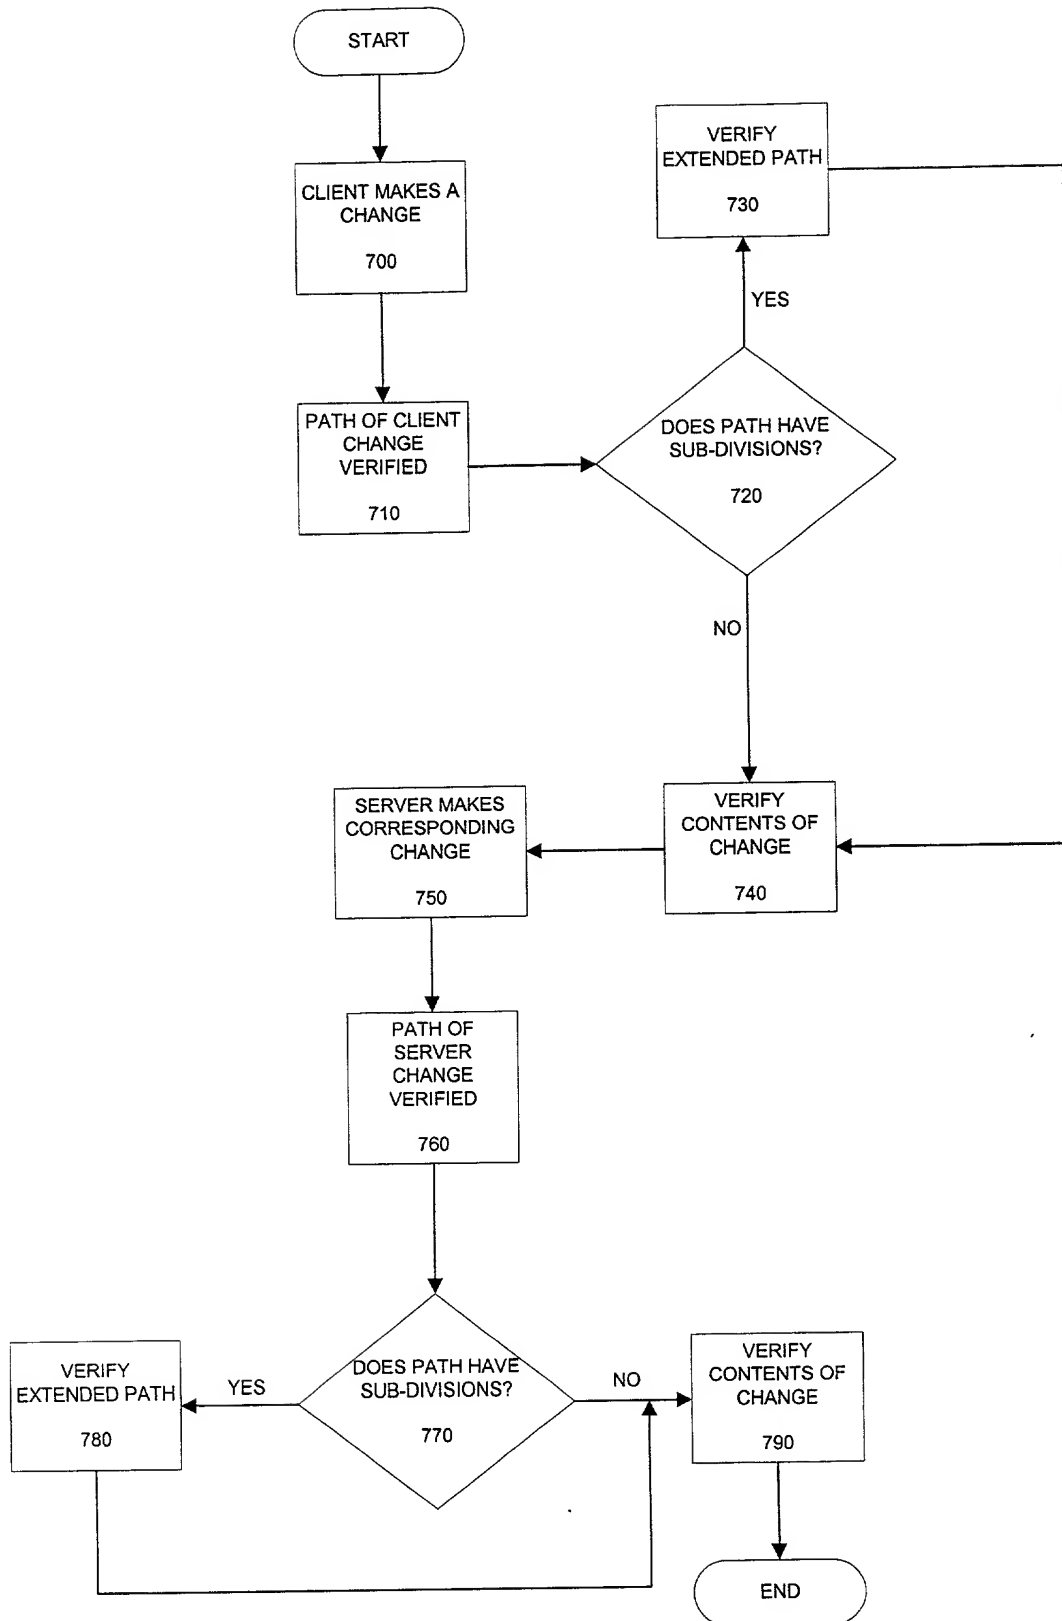 START
CLIENT MAKES A
CHANGE
700
PATH OF CLIENT
CHANGE
VERIFIED
710
DOES PATH HAVE
SUB-DIVISIONS?
720
YES
VERIFY
EXTENDED PATH
730
NO
VERIFY
CONTENTS OF
CHANGE
740
SERVER MAKES
CORRESPONDING
CHANGE
750
PATH OF
SERVER
CHANGE
VERIFIED
760
DOES PATH HAVE
SUB-DIVISIONS?
770
YES
VERIFY
EXTENDED PATH
780
NO
VERIFY
CONTENTS OF
CHANGE
790
END